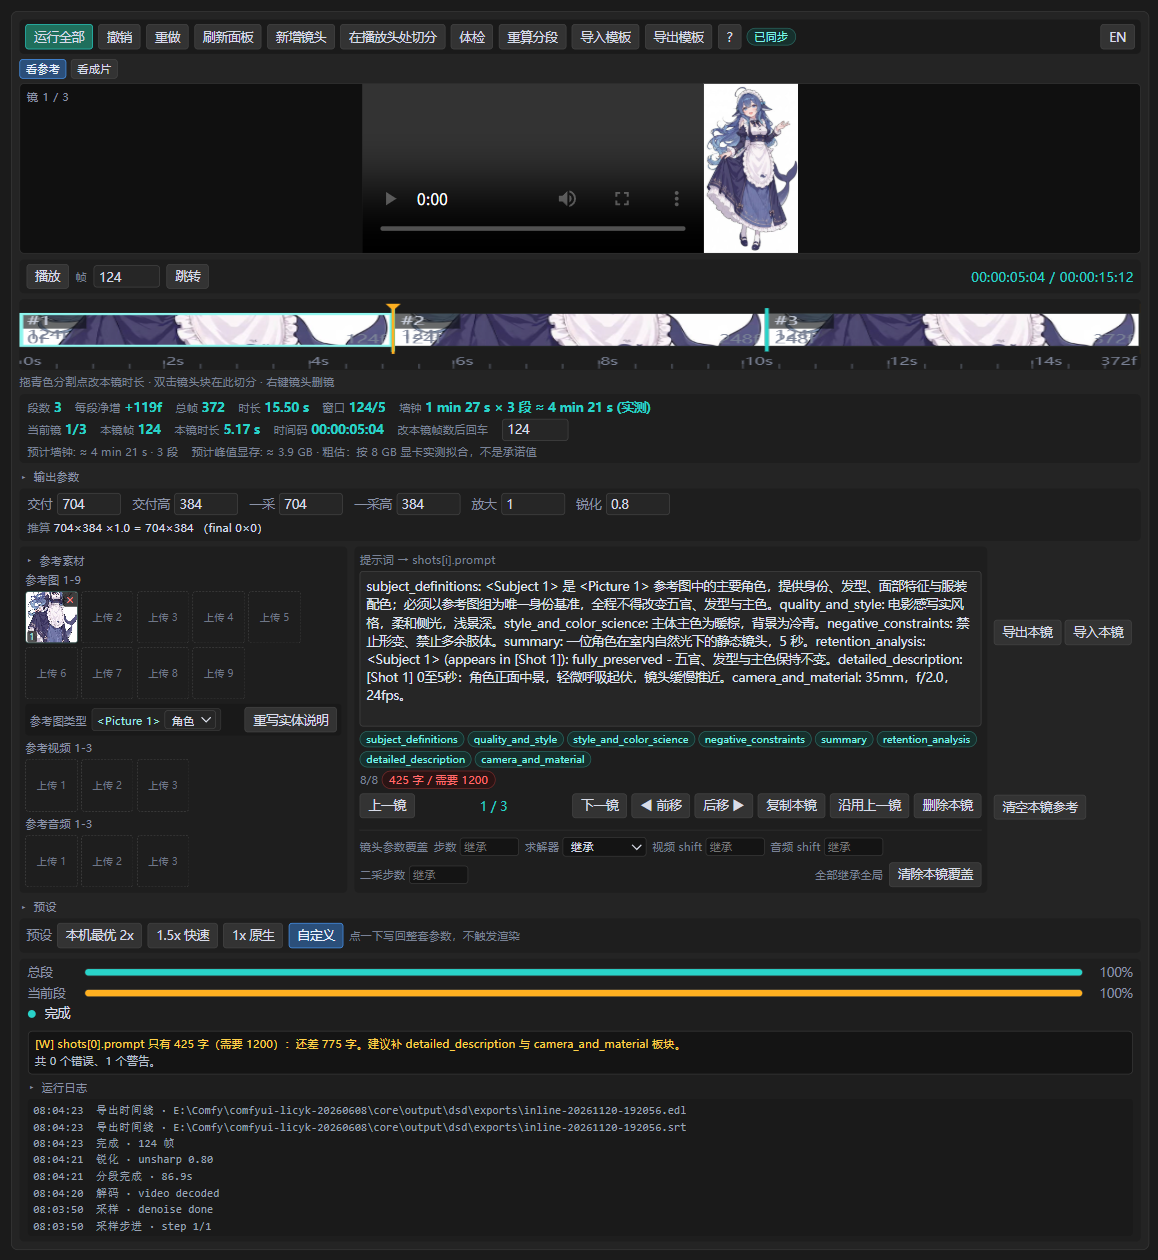 运行全部 撤销 重做 刷新面板 新增镜头 在播放头处切分 体检 重算分段 导入模板 导出模板 ? 已同步 EN
看参考 看成片
镜 1 / 3
0:00
播放 帧 124 跳转 00:00:05:04 / 00:00:15:12
#1 #2 #3
0f 124f 124f 248f 248f 372f
0s 2s 4s 6s 8s 10s 12s 14s 372f
拖青色分割点改本镜时长 · 双击镜头块在此切分 · 右键镜头删镜
段数 3 每段净增 +119f 总帧 372 时长 15.50 s 窗口 124/5 墙钟 1 min 27 s × 3 段 ≈ 4 min 21 s (实测)
当前镜 1/3 本镜帧 124 本镜时长 5.17 s 时间码 00:00:05:04 改本镜帧数后回车 124
预计墙钟: ≈ 4 min 21 s · 3 段 预计峰值显存: ≈ 3.9 GB · 粗估：按 8 GB 显卡实测拟合，不是承诺值
输出参数
交付 704 交付高 384 一采 704 一采高 384 放大 1 锐化 0.8
推算 704×384 ×1.0 = 704×384 (final 0×0)
参考素材
参考图 1-9
1 上传 2 上传 3 上传 4 上传 5
上传 6 上传 7 上传 8 上传 9
参考图类型 <Picture 1> 角色 重写实体说明
参考视频 1-3
上传 1 上传 2 上传 3
参考音频 1-3
上传 1 上传 2 上传 3
提示词 → shots[i].prompt
subject_definitions: <Subject 1> 是 <Picture 1> 参考图中的主要角色，提供身份、发型、面部特征与服装
配色；必须以参考图组为唯一身份基准，全程不得改变五官、发型与主色。quality_and_style: 电影感写实风
格，柔和侧光，浅景深。style_and_color_science: 主体主色为暖棕，背景为冷青。negative_constraints: 禁
止形变、禁止多余肢体。summary: 一位角色在室内自然光下的静态镜头，5 秒。retention_analysis:
<Subject 1> (appears in [Shot 1]): fully_preserved - 五官、发型与主色保持不变。detailed_description:
[Shot 1] 0至5秒：角色正面中景，轻微呼吸起伏，镜头缓慢推近。camera_and_material: 35mm，f/2.0，
24fps。
subject_definitions quality_and_style style_and_color_science negative_constraints summary retention_analysis
detailed_description camera_and_material
8/8 425 字 / 需要 1200
上一镜 1 / 3 下一镜 ◀ 前移 后移 ▶ 复制本镜 沿用上一镜 删除本镜
镜头参数覆盖 步数 继承 求解器 继承 视频 shift 继承 音频 shift 继承
二采步数 继承 全部继承全局 清除本镜覆盖
导出本镜 导入本镜
清空本镜参考
预设
预设 本机最优 2x 1.5x 快速 1x 原生 自定义 点一下写回整套参数，不触发渲染
总段 100%
当前段 100%
完成
[W] shots[0].prompt 只有 425 字（需要 1200）：还差 775 字。建议补 detailed_description 与 camera_and_material 板块。
共 0 个错误、1 个警告。
运行日志
08:04:23 导出时间线 · E:\Comfy\comfyui-licyk-20260608\core\output\dsd\exports\inline-20261120-192056.edl
08:04:23 导出时间线 · E:\Comfy\comfyui-licyk-20260608\core\output\dsd\exports\inline-20261120-192056.srt
08:04:23 完成 · 124 帧
08:04:21 锐化 · unsharp 0.80
08:04:21 分段完成 · 86.9s
08:04:20 解码 · video decoded
08:03:50 采样 · denoise done
08:03:50 采样步进 · step 1/1